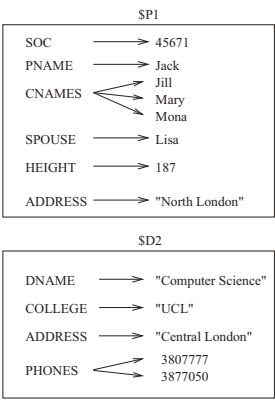 $P1
SOC 45671
PNAME Jack
CNAMES Jill
Mary
Mona
SPOUSE Lisa
HEIGHT 187
ADDRESS "North London"
$D2
DNAME "Computer Science"
COLLEGE "UCL"
ADDRESS "Central London"
PHONES 3807777
3877050